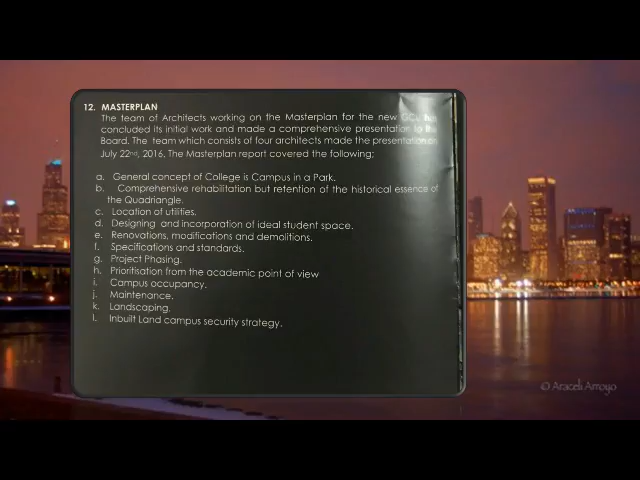 12. MASTERPLAN
The team of Architects working on the Masterplan for the new GCI, has
concluded its initial work and made a comprehensive presentation to the
Board. The team which consists of four architects made the presentation on
July 22nd, 2016. The Masterplan report covered the following;
a. General concept of College is Campus in a Park.
b. Comprehensive rehabilitation but retention of the historical essence of
the Quadriangle.
c. Location of utilities.
d. Designing and incorporation of ideal student space.
e. Renovations, modifications and demolitions.
f. Specifications and standards.
g. Project Phasing.
h. Prioritisation from the academic point of view
i. Campus occupancy.
j. Maintenance.
k. Landscaping.
l. Inbuilt Land campus security strategy.
© Araceli Arroyo